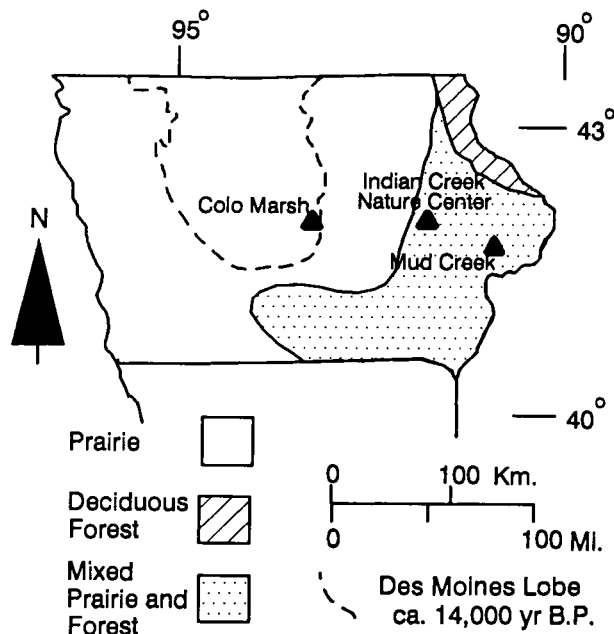 95°
90°
43°
Indian Creek
Nature Center
Colo Marsh
N
Mud Creek
40°
Prairie
0 100 Km.
Deciduous
Forest
0 100 Mi.
Mixed
Prairie and
Forest
Des Moines Lobe
ca. 14,000 yr B.P.